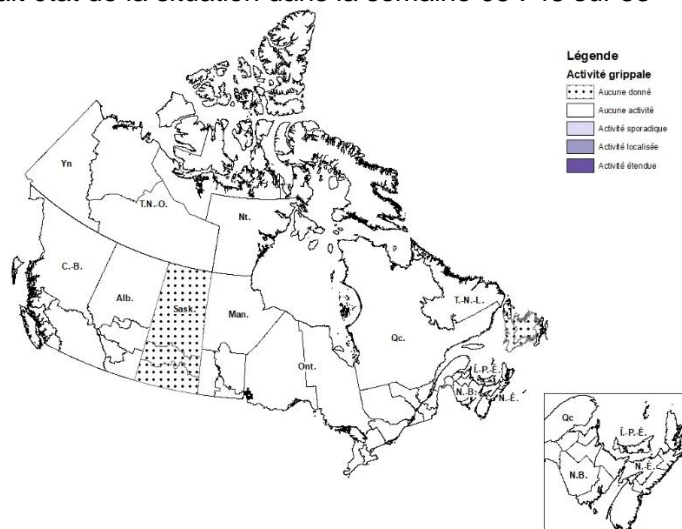 Légende
Activité grippale
Aucune donné
Aucune activité
Activité sporadique
Activité localisée
Activité étendue
Yn
T.N.-O.
Nt.
C.-B.
Alb.
Sask.
Man.
Ont.
Qc.
T.-N.-L.
Î.-P.-É.
N.-B.
N.-É.
Qc
Î.-P.-É.
N.-É.
N.B.